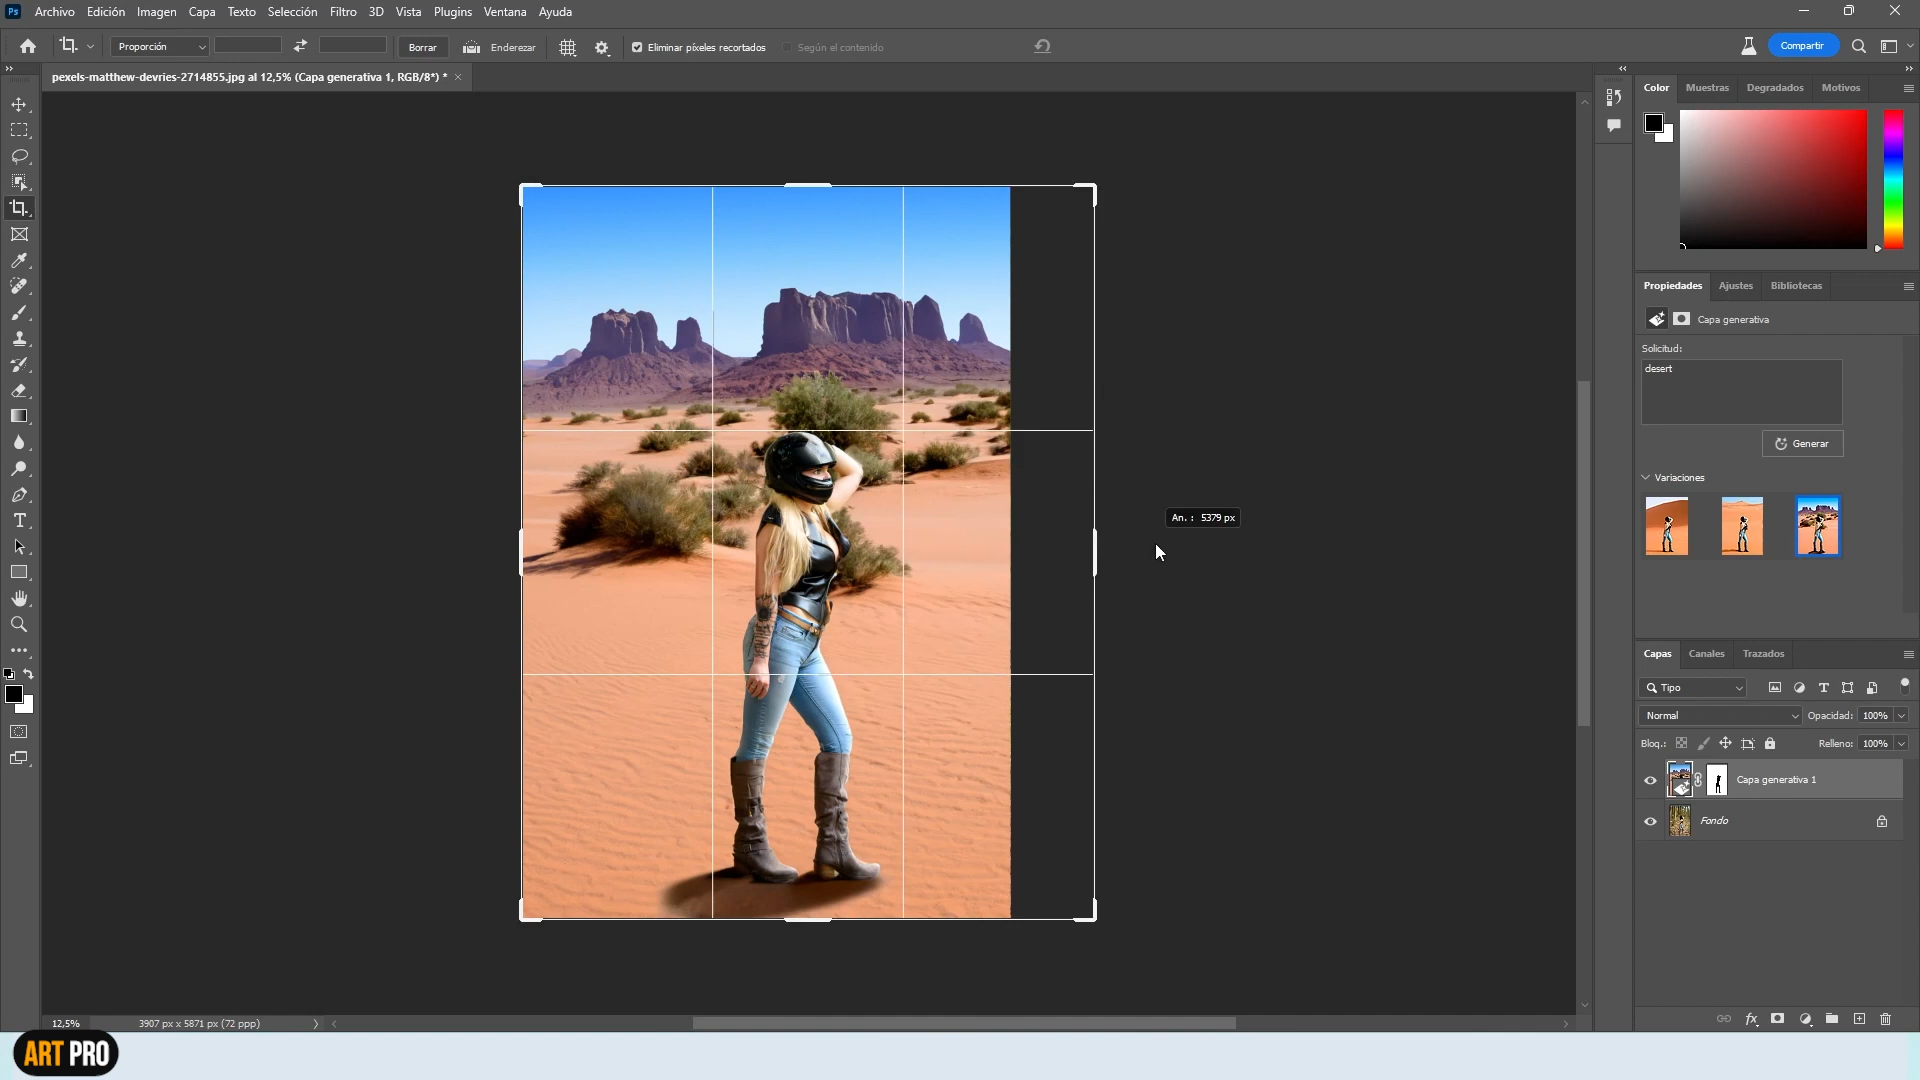 Ps Archivo Edición Imagen Capa Texto Selección Filtro 3D Vista Plugins Ventana Ayuda
Proporción Borrar Enderezar Eliminar píxeles recortados Según el contenido Compartir
pexels-matthew-devries-2714855.jpg al 12,5% (Capa generativa 1, RGB/8*) *
Color Muestras Degradados Motivos
Propiedades Ajustes Bibliotecas
Capa generativa
Solicitud:
desert
Generar
Variaciones
An. : 5379 px
Capas Canales Trazados
Tipo
Normal Opacidad: 100%
Bloq.: Relleno: 100%
Capa generativa 1
Fondo
12,5% 3907 px x 5871 px (72 ppp)
ART PRO